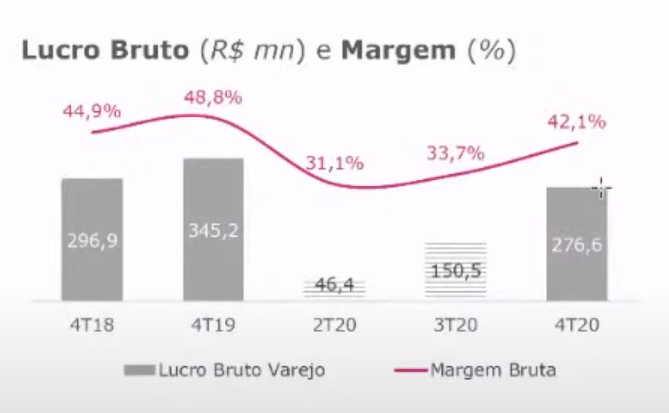 Lucro Bruto (R$ mn) e Margem (%)
44,9%
48,8%
31,1%
33,7%
42,1%
296,9
345,2
46,4
150,5
276,6
4T18
4T19
2T20
3T20
4T20
Lucro Bruto Varejo
Margem Bruta